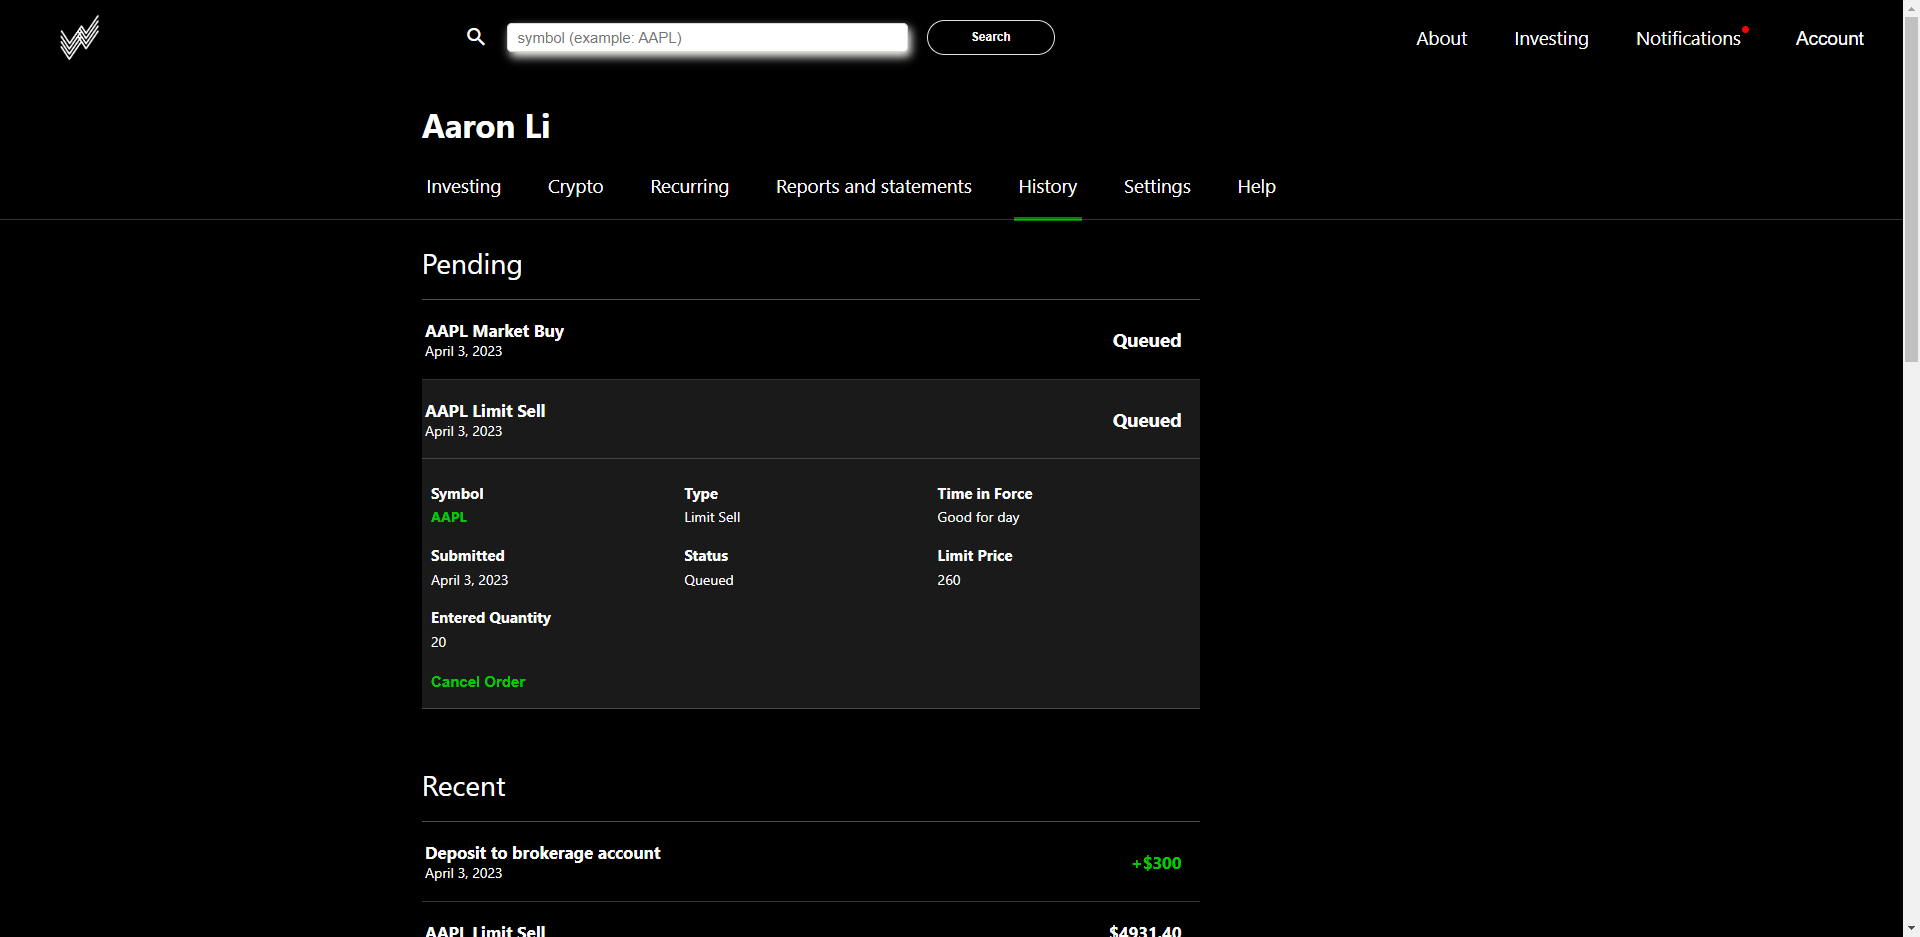 symbol (example: AAPL)
Search
About
Investing
Notifications
Account
Aaron Li
Investing
Crypto
Recurring
Reports and statements
History
Settings
Help
Pending
AAPL Market Buy
April 3, 2023
Queued
AAPL Limit Sell
April 3, 2023
Queued
Symbol
AAPL
Type
Limit Sell
Time in Force
Good for day
Submitted
April 3, 2023
Status
Queued
Limit Price
260
Entered Quantity
20
Cancel Order
Recent
Deposit to brokerage account
April 3, 2023
+$300
AAPL Limit Sell
$4931.40